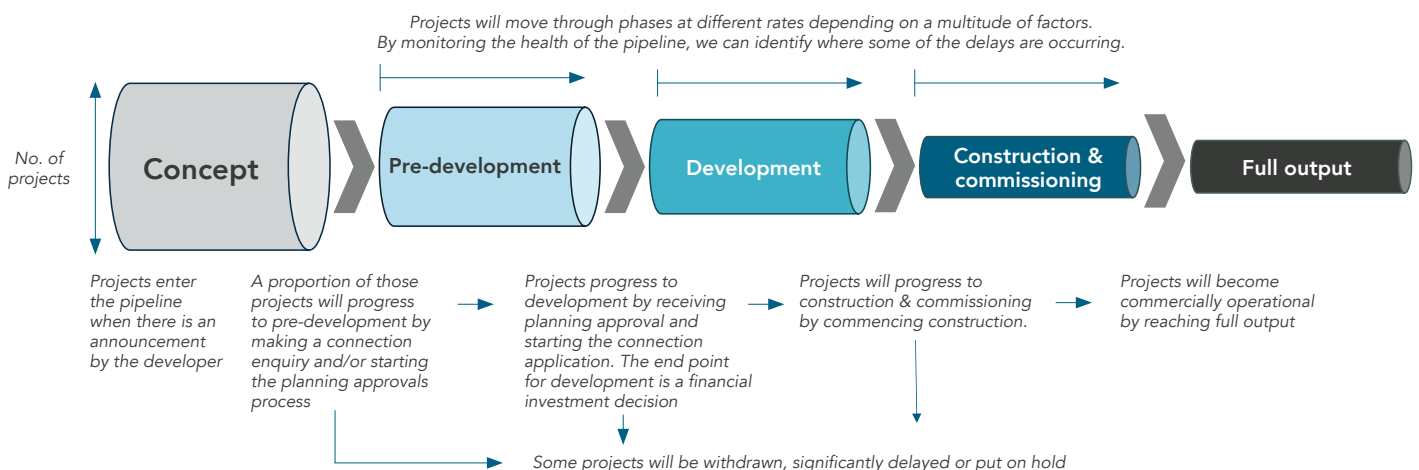 Projects will move through phases at different rates depending on a multitude of factors.
By monitoring the health of the pipeline, we can identify where some of the delays are occurring.
No. of
projects
Concept
Pre-development
Development
Construction &
commissioning
Full output
Projects enter
the pipeline
when there is an
announcement
by the developer
A proportion of those
projects will progress
to pre-development by
making a connection
enquiry and/or starting
the planning approvals
process
Projects progress to
development by receiving
planning approval and
starting the connection
application. The end point
for development is a financial
investment decision
Projects will progress to
construction & commissioning
by commencing construction.
Projects will become
commercially operational
by reaching full output
Some projects will be withdrawn, significantly delayed or put on hold